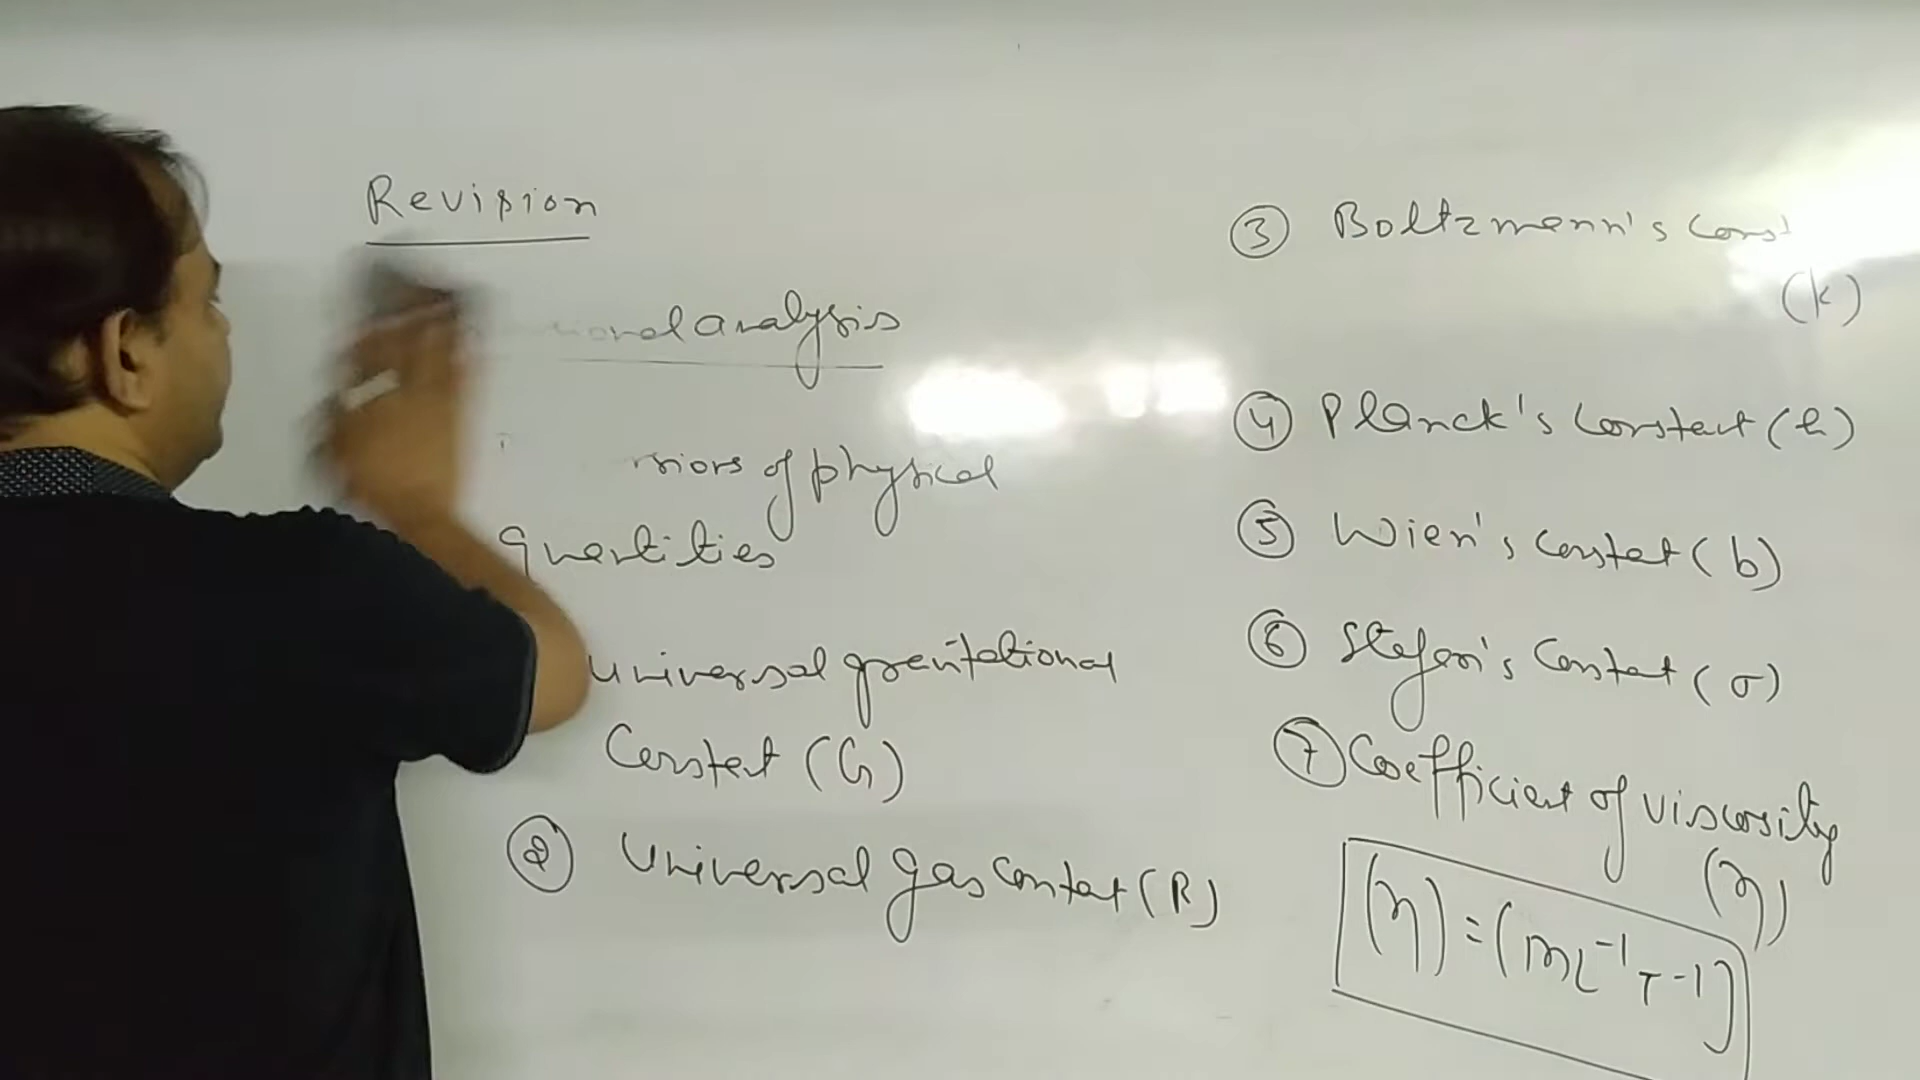 Revision
analysis
of physical
quantities
universal gravitational
Constant (G)
② Universal gas constant (R)
③ Boltzmann's const
(k)
④ Planck's constant (h)
⑤ Wien's constant (b)
⑥ Stefan's Constant (σ)
⑦ Coefficient of viscosity
(η)
(η) = (ML⁻¹T⁻¹)